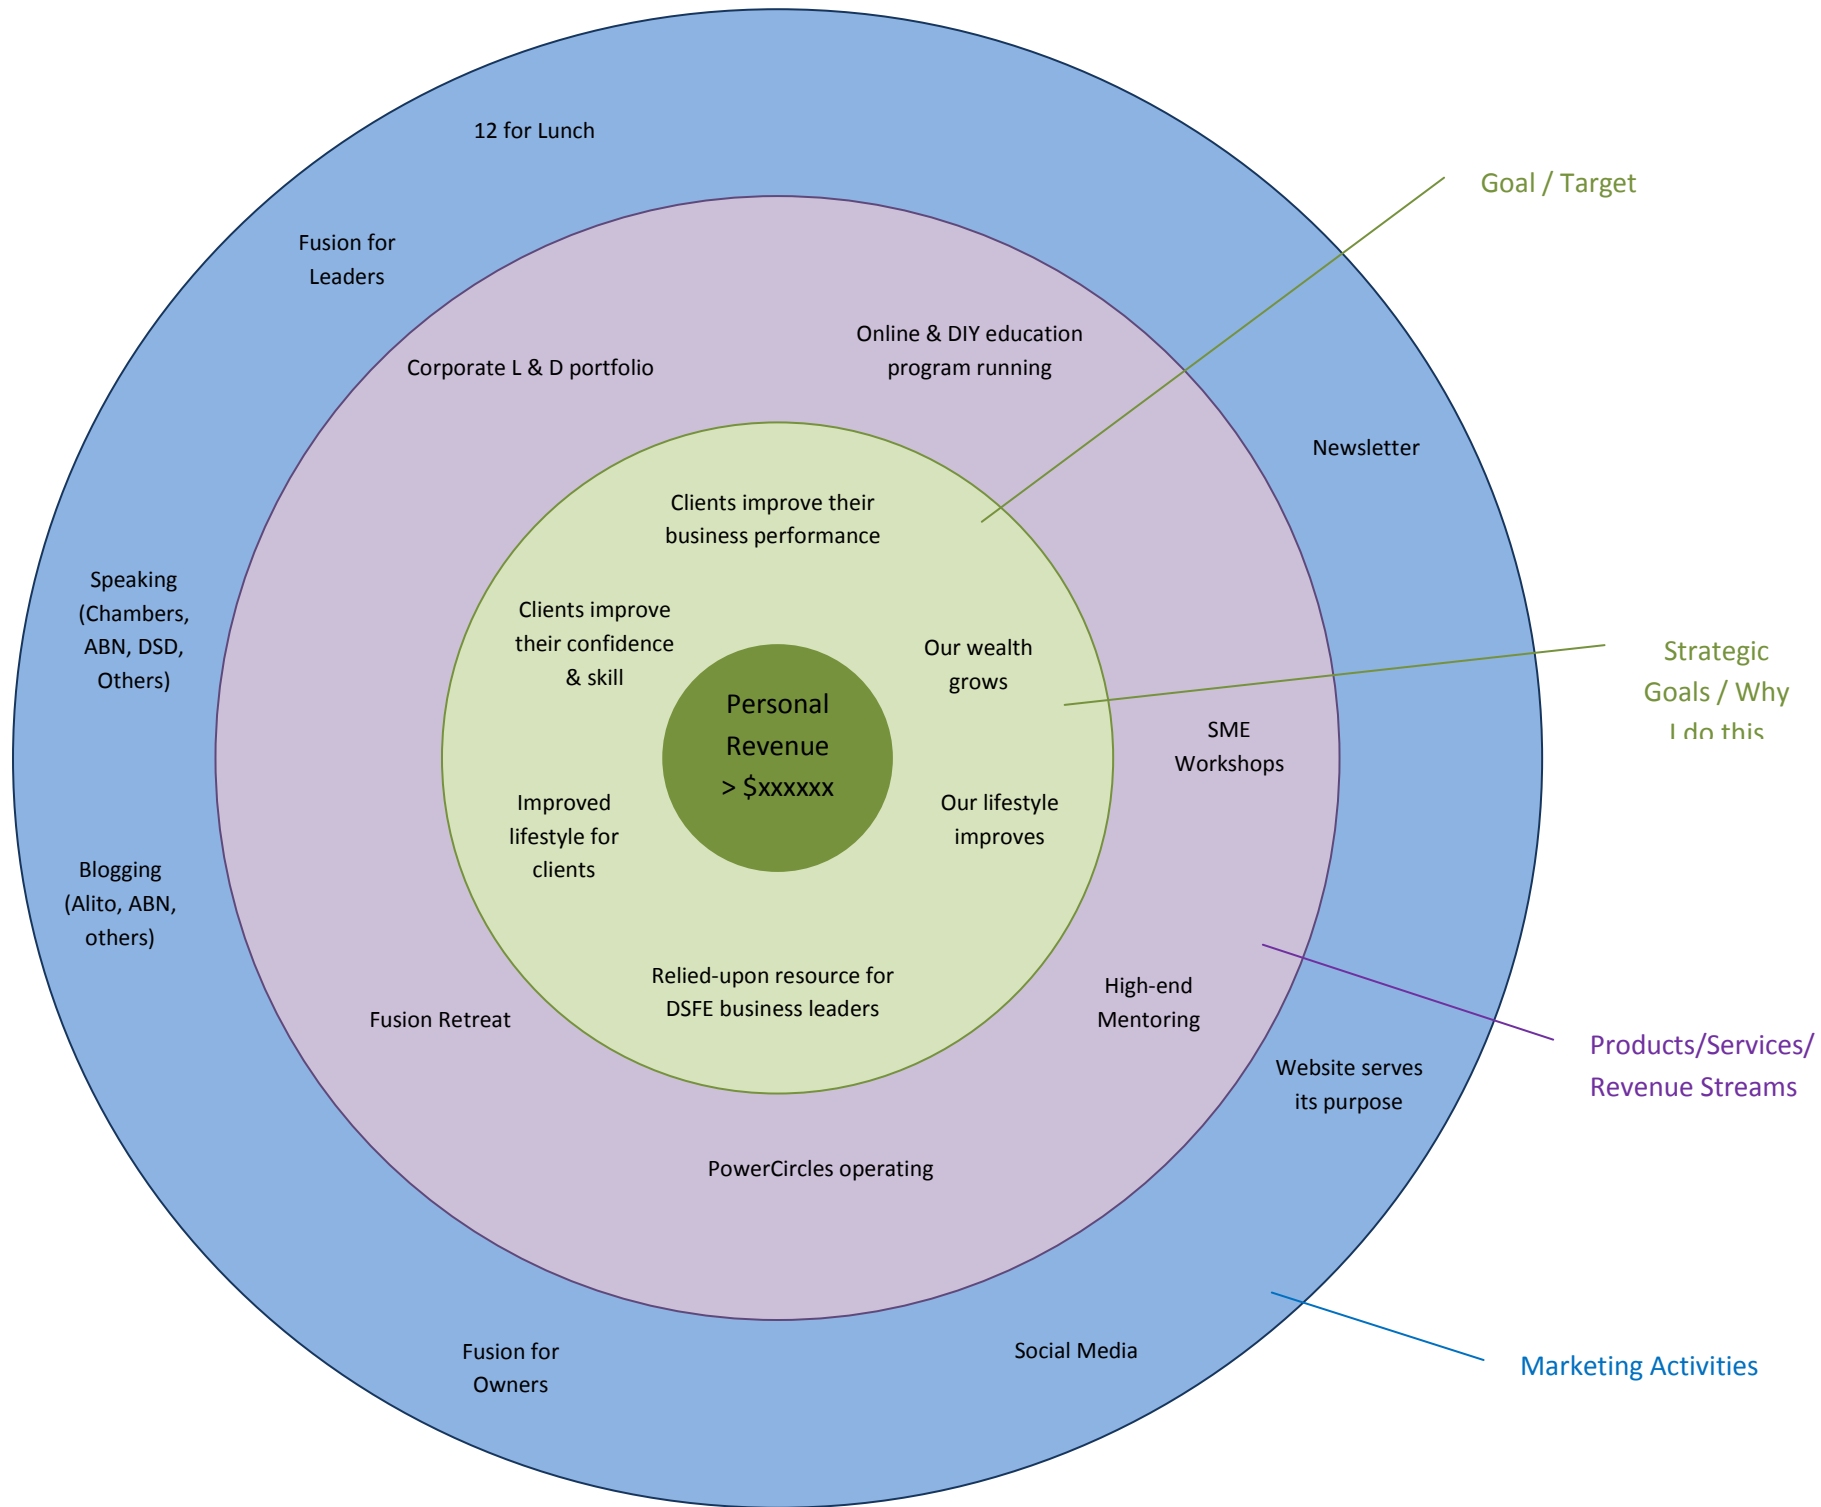 12 for Lunch
Goal / Target
Fusion for
Leaders
Online & DIY education
program running
Corporate L & D portfolio
Newsletter
Clients improve their
business performance
Speaking
(Chambers,
ABN, DSD,
Others)
Clients improve
their confidence
& skill
Our wealth
grows
Strategic
Goals / Why
I do this
Personal
Revenue
> $xxxxxx
SME
Workshops
Improved
lifestyle for
clients
Our lifestyle
improves
Blogging
(Alito, ABN,
others)
Relied-upon resource for
DSFE business leaders
High-end
Mentoring
Fusion Retreat
Products/Services/
Revenue Streams
Website serves
its purpose
PowerCircles operating
Fusion for
Owners
Social Media
Marketing Activities